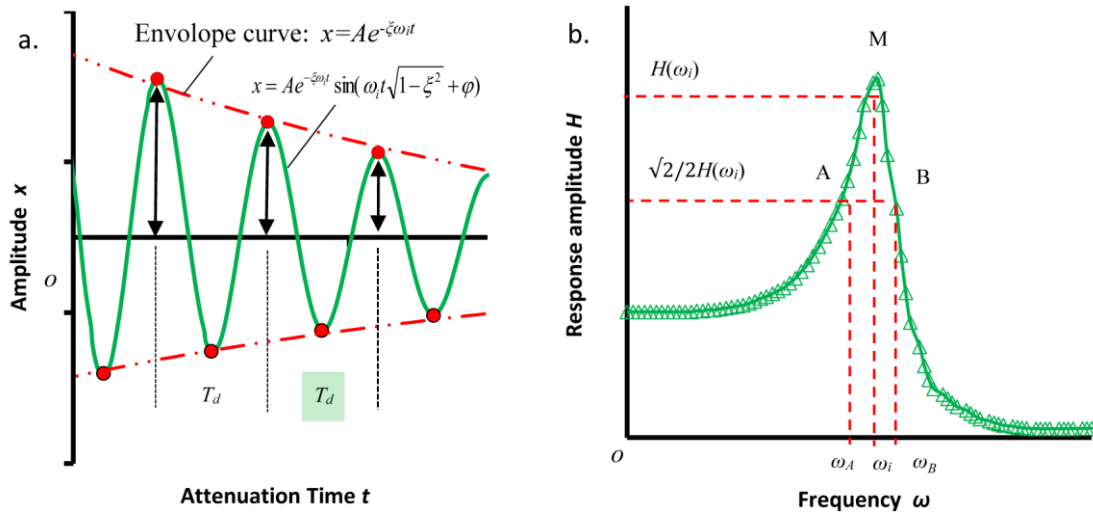 a.
Envolope curve: x=Ae^{-ξω_i t}
x=Ae^{-ξω_i t} sin(ω_i t√1-ξ² +φ)
Amplitude x
O
T_d
T_d
Attenuation Time t
b.
M
H(ω_i)
√2/2H(ω_i)
A
B
Response amplitude H
O
ω_A
ω_i
ω_B
Frequency ω